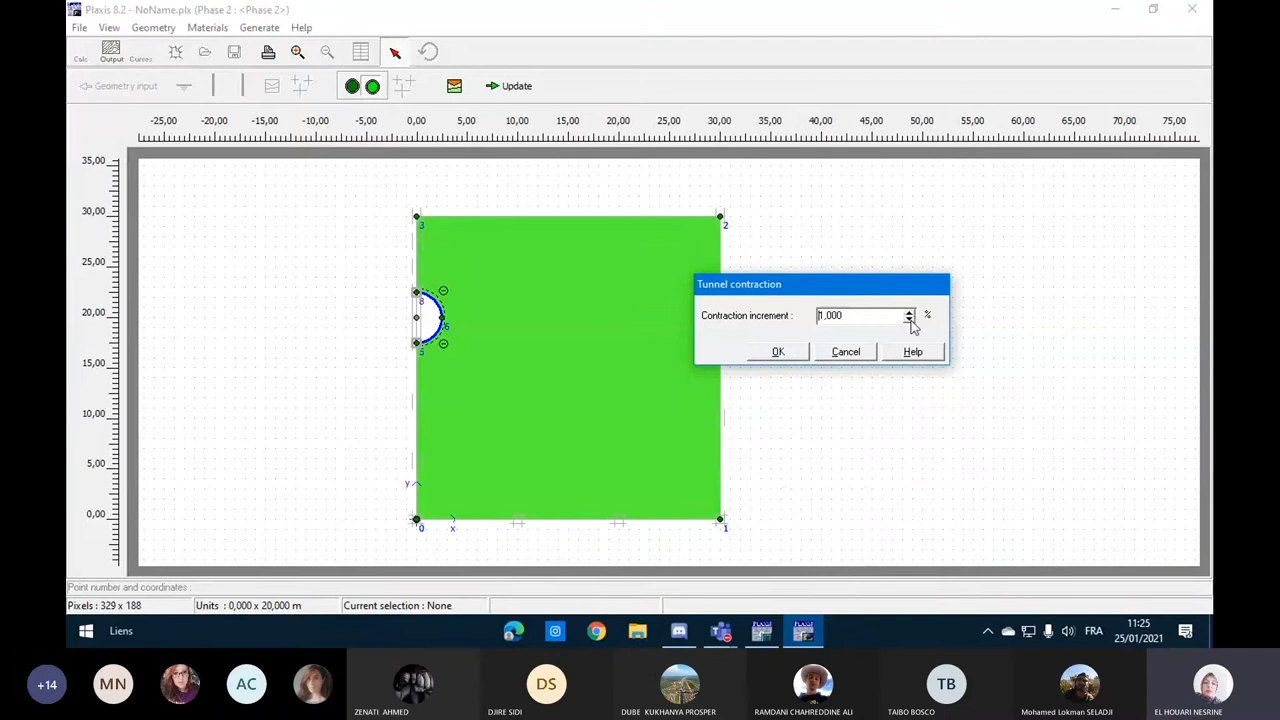 Plaxis 8.2 - NoName.plx (Phase 2 : <Phase 2>)
File View Geometry Materials Generate Help
Calc Output Curves
Geometry input Update
-25,00 -20,00 -15,00 -10,00 -5,00 0,00 5,00 10,00 15,00 20,00 25,00 30,00 35,00 40,00 45,00 50,00 55,00 60,00 65,00 70,00 75,00
35,00
30,00
25,00
20,00
15,00
10,00
5,00
0,00
3
2
8
6
5
y
0
x
1
Tunnel contraction
Contraction increment : 1,000 %
OK Cancel Help
Point number and coordinates :
Pixels : 329 x 188 Units : 0,000 x 20,000 m Current selection : None
Liens
FRA
11:25
25/01/2021
+14
MN
AC
ZENATI AHMED
DS
DJIRE SIDI
DUBE KUKHANYA PROSPER
RAMDANI CHAHREDDINE ALI
TB
TAIBO BOSCO
Mohamed Lokman SELADJI
EL HOUARI NESRINE